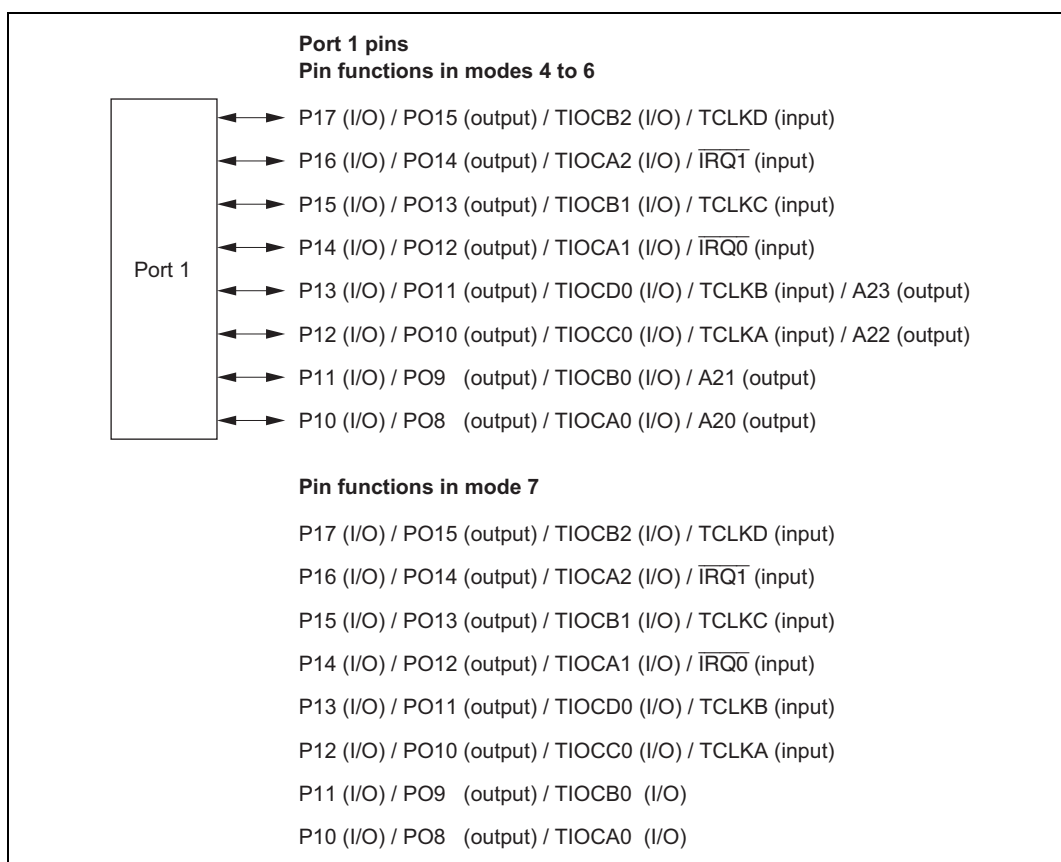 Port 1 pins
Pin functions in modes 4 to 6
P17 (I/O) / PO15 (output) / TIOCB2 (I/O) / TCLKD (input)
P16 (I/O) / PO14 (output) / TIOCA2 (I/O) / I̅R̅Q̅1̅ (input)
P15 (I/O) / PO13 (output) / TIOCB1 (I/O) / TCLKC (input)
P14 (I/O) / PO12 (output) / TIOCA1 (I/O) / I̅R̅Q̅0̅ (input)
Port 1
P13 (I/O) / PO11 (output) / TIOCD0 (I/O) / TCLKB (input) / A23 (output)
P12 (I/O) / PO10 (output) / TIOCC0 (I/O) / TCLKA (input) / A22 (output)
P11 (I/O) / PO9 (output) / TIOCB0 (I/O) / A21 (output)
P10 (I/O) / PO8 (output) / TIOCA0 (I/O) / A20 (output)
Pin functions in mode 7
P17 (I/O) / PO15 (output) / TIOCB2 (I/O) / TCLKD (input)
P16 (I/O) / PO14 (output) / TIOCA2 (I/O) / I̅R̅Q̅1̅ (input)
P15 (I/O) / PO13 (output) / TIOCB1 (I/O) / TCLKC (input)
P14 (I/O) / PO12 (output) / TIOCA1 (I/O) / I̅R̅Q̅0̅ (input)
P13 (I/O) / PO11 (output) / TIOCD0 (I/O) / TCLKB (input)
P12 (I/O) / PO10 (output) / TIOCC0 (I/O) / TCLKA (input)
P11 (I/O) / PO9 (output) / TIOCB0 (I/O)
P10 (I/O) / PO8 (output) / TIOCA0 (I/O)